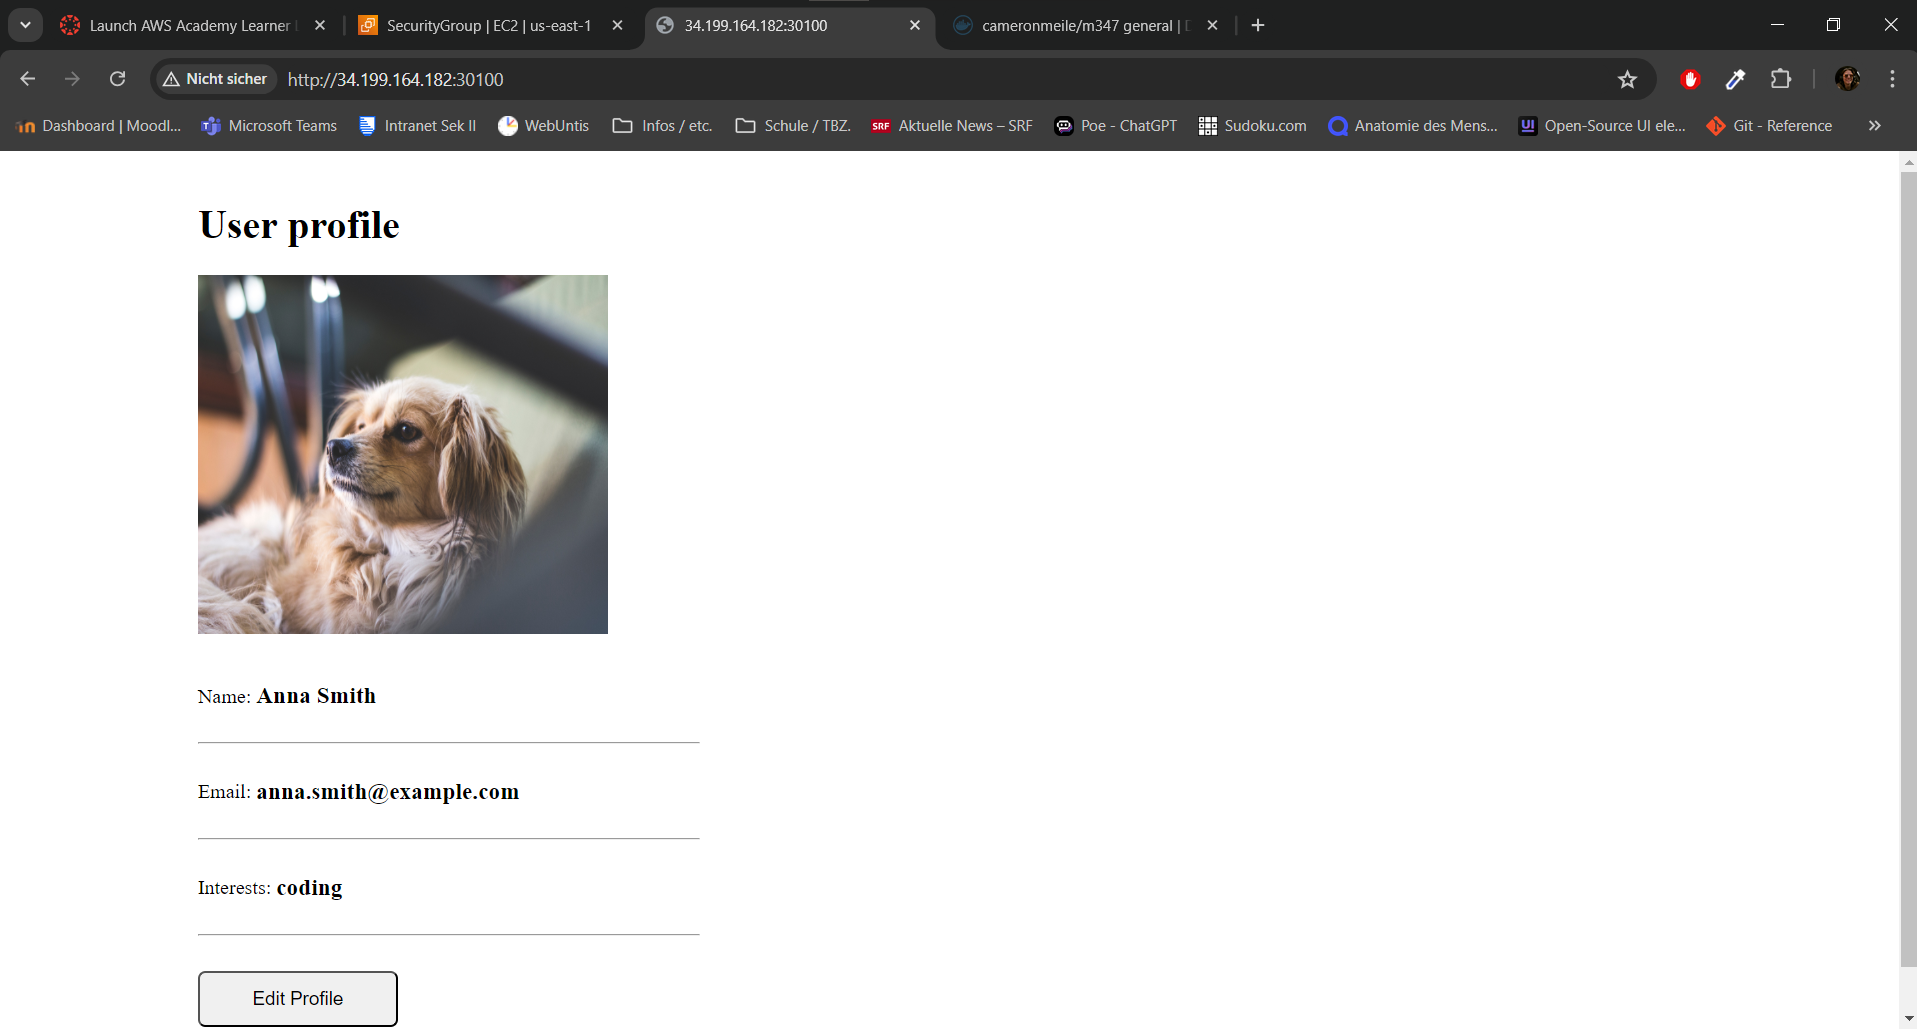 Launch AWS Academy Learner
SecurityGroup | EC2 | us-east-1
34.199.164.182:30100
cameronmeile/m347 general |
Nicht sicher
http://34.199.164.182:30100
Dashboard | Moodl...
Microsoft Teams
Intranet Sek II
WebUntis
Infos / etc.
Schule / TBZ.
SRF
Aktuelle News – SRF
Poe - ChatGPT
Sudoku.com
Anatomie des Mens...
UI
Open-Source UI ele...
Git - Reference
User profile
Name: Anna Smith
Email: anna.smith@example.com
Interests: coding
Edit Profile